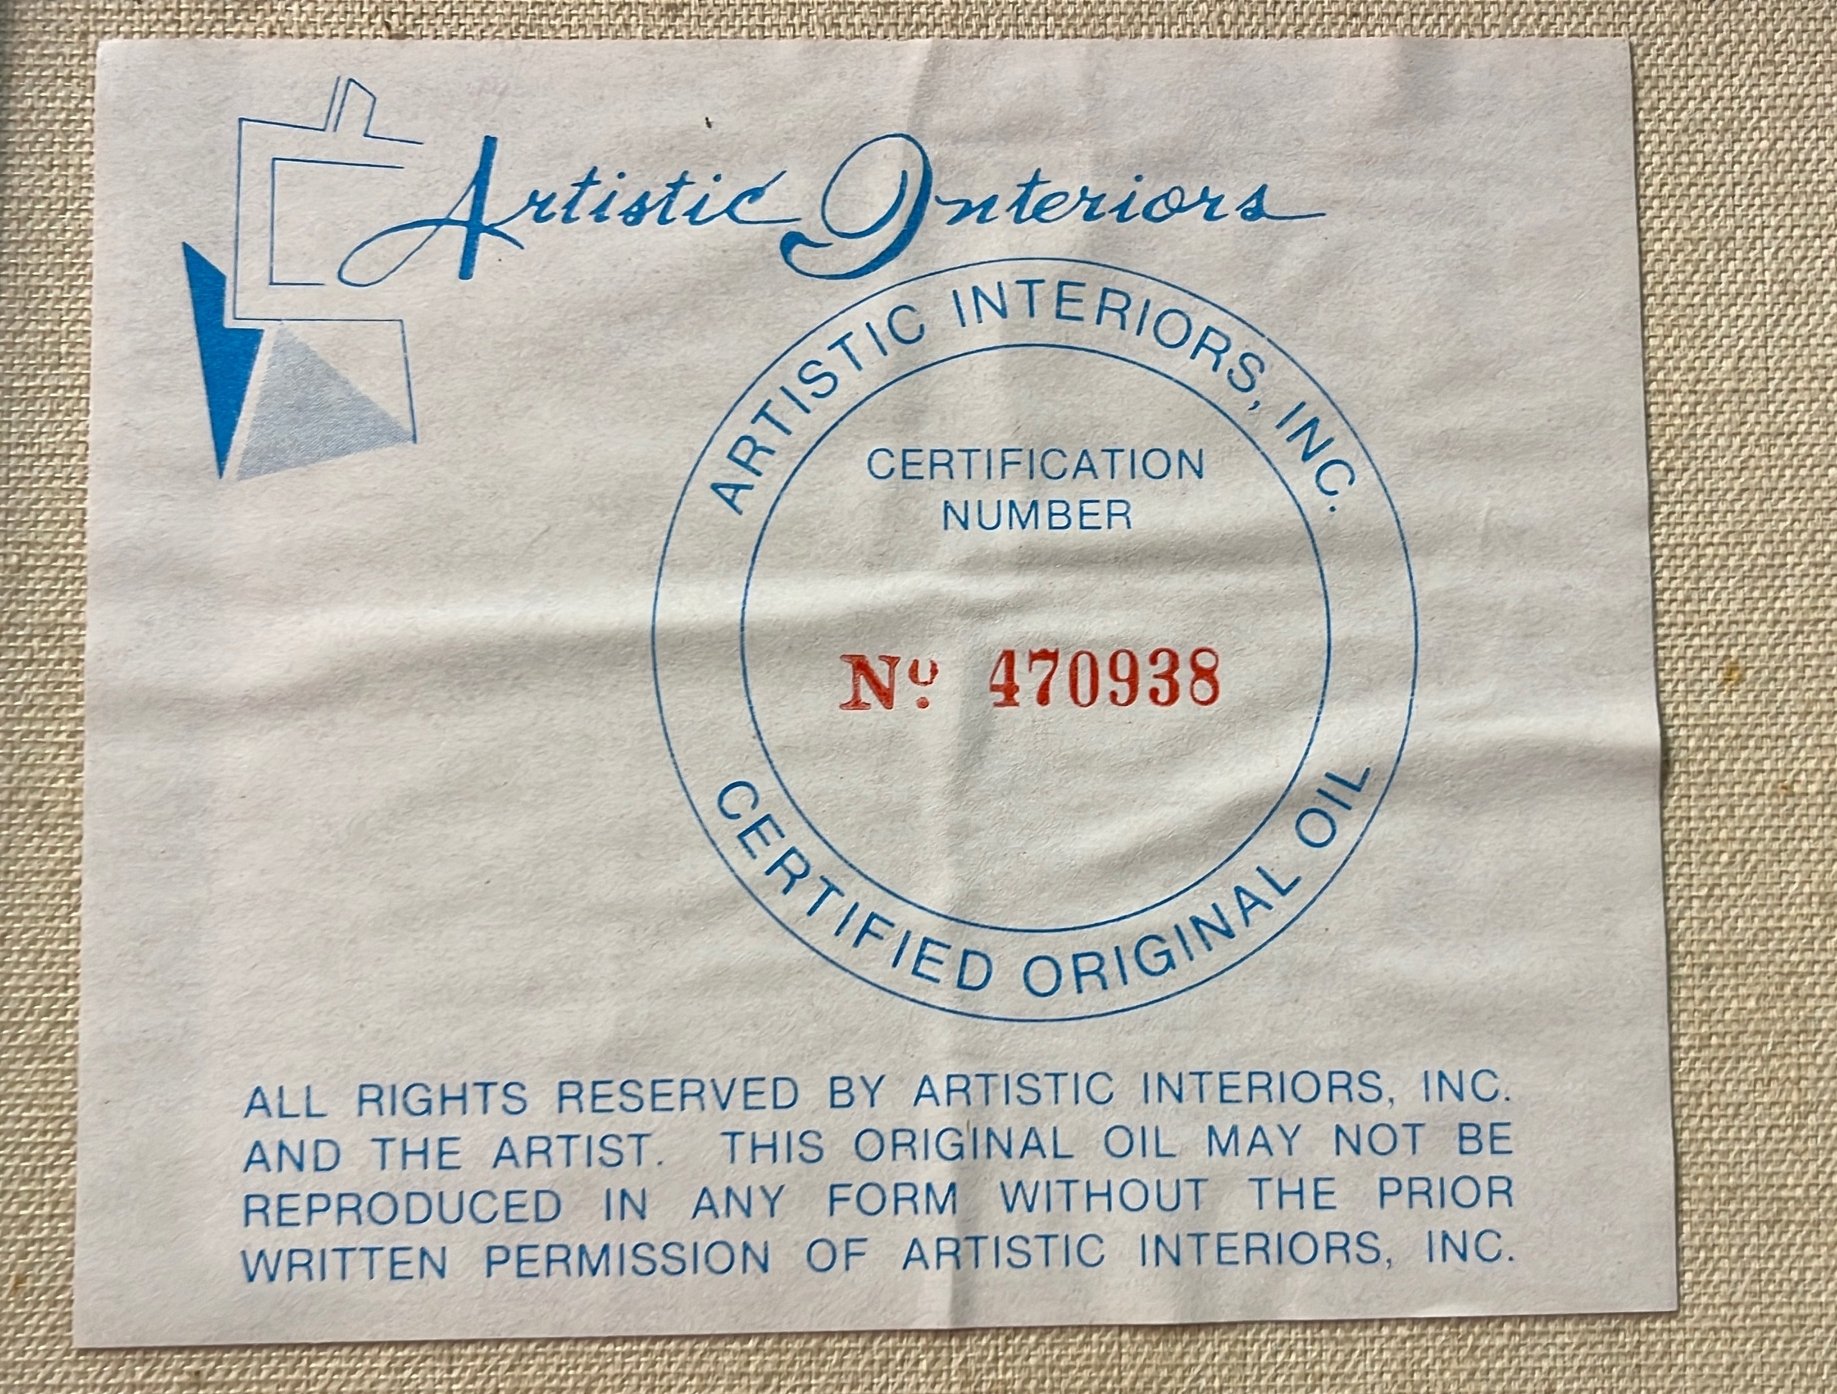 Artistic Interiors
ARTISTIC INTERIORS, INC.
CERTIFICATION
NUMBER
Nº 470938
CERTIFIED ORIGINAL OIL
ALL RIGHTS RESERVED BY ARTISTIC INTERIORS, INC.
AND THE ARTIST. THIS ORIGINAL OIL MAY NOT BE
REPRODUCED IN ANY FORM WITHOUT THE PRIOR
WRITTEN PERMISSION OF ARTISTIC INTERIORS, INC.